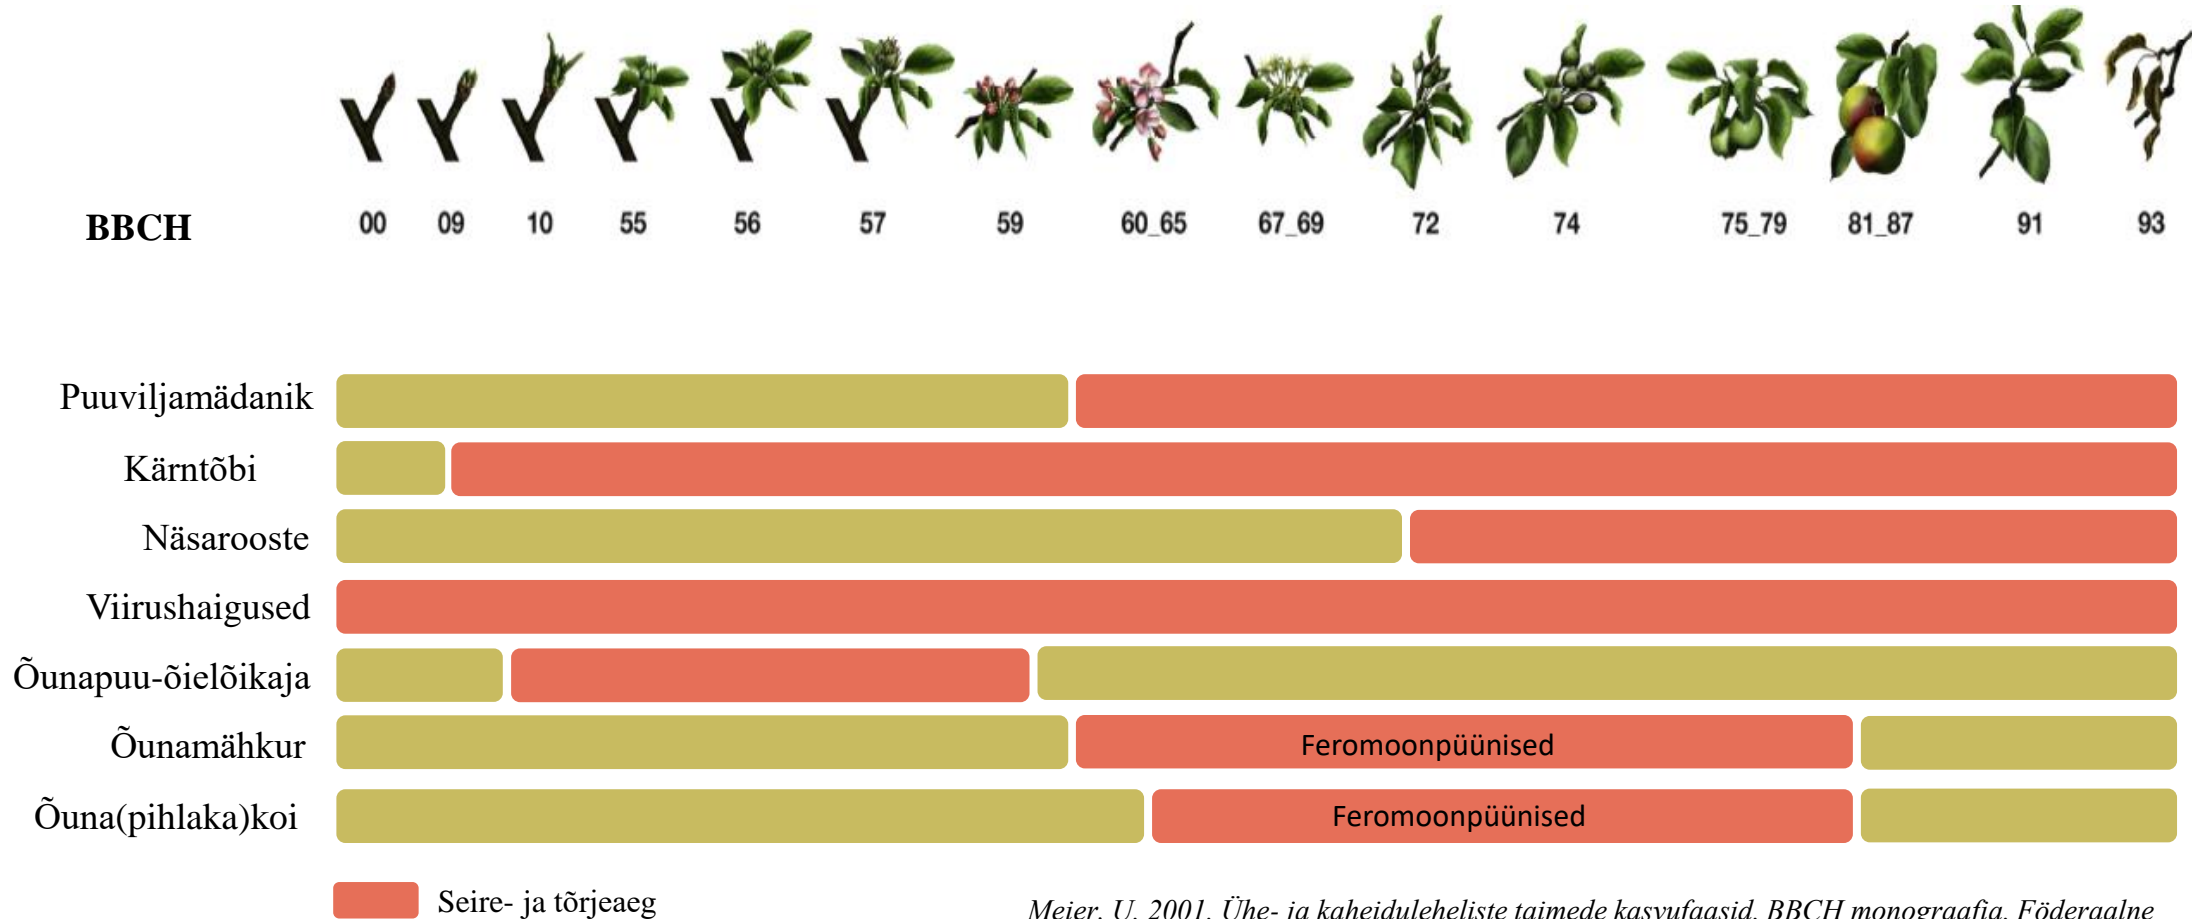 BBCH 00 09 10 55 56 57 59 60_65 67_69 72 74 75_79 81_87 91 93
Puuviljamädanik
Kärntõbi
Näsarooste
Viirushaigused
Õunapuu-õielõikaja
Õunamähkur Feromoonpüünised
Õuna(pihlaka)koi Feromoonpüünised
Seire- ja tõrjeaeg
Meier, U. 2001. Ühe- ja kaheiduleheliste taimede kasvufaasid. BBCH monograafia. Föderaalne